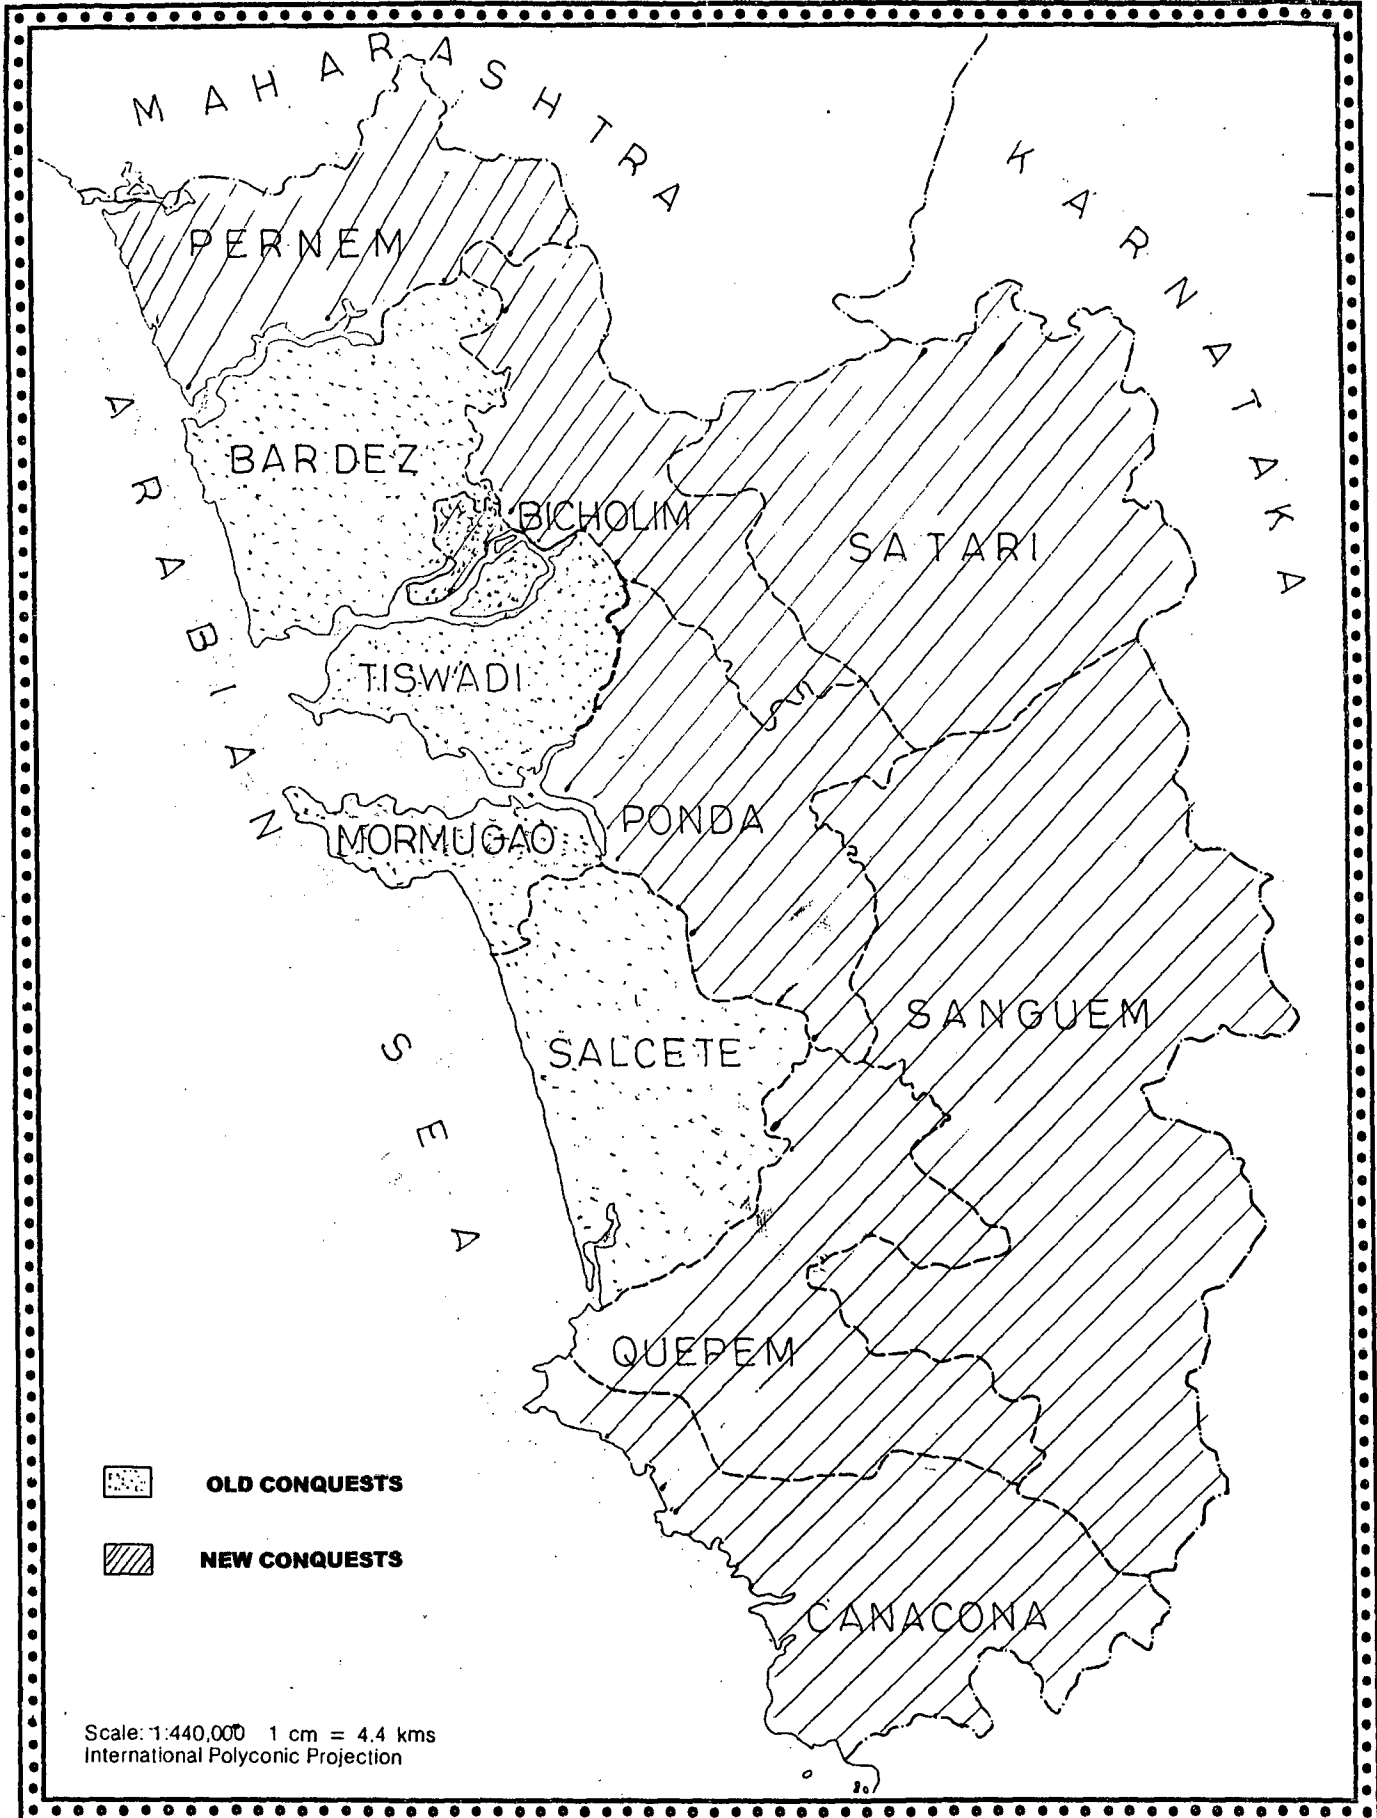 MAHARASHTRA
KARNATAKA
PERNEM
BARDEZ
BICHOLIM
SATARI
TISWADI
ARABIAN SEA
PONDA
MORMUGAO
SANGUEM
SALCETE
QUEPEM
CANACONA
OLD CONQUESTS
NEW CONQUESTS
Scale: 1:440,000 1 cm = 4.4 kms
International Polyconic Projection